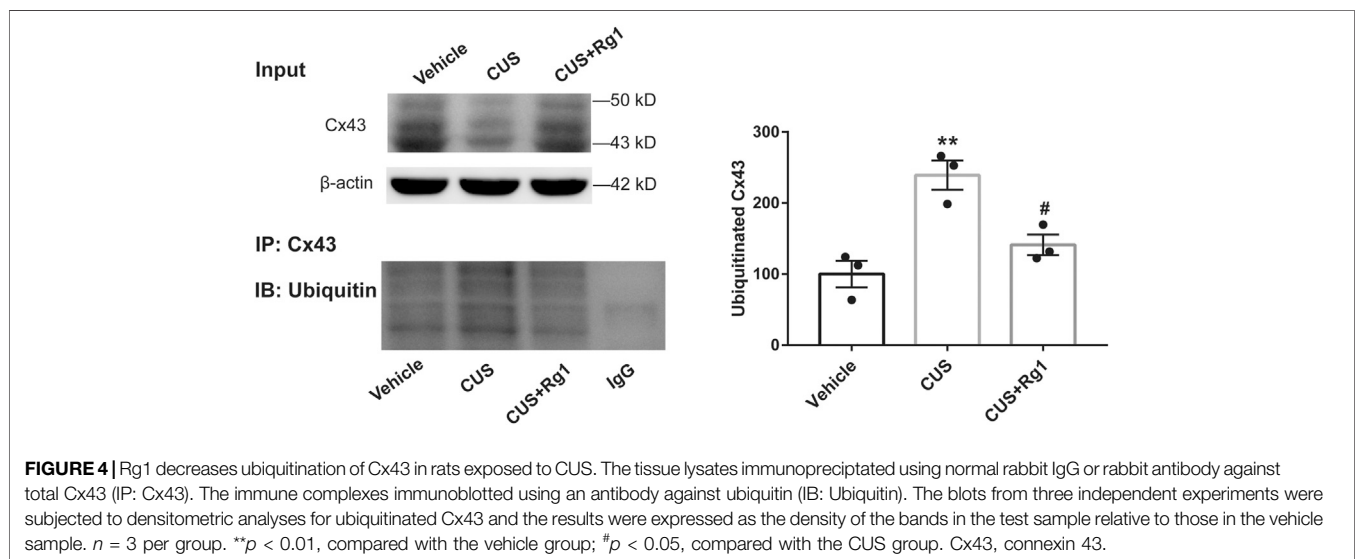 Input
Vehicle CUS CUS+Rg1
Cx43
50 kD
43 kD
β-actin
42 kD
IP: Cx43
IB: Ubiquitin
Vehicle CUS CUS+Rg1 IgG
Ubiquitinated Cx43
300
200
100
0
**
#
Vehicle CUS CUS+Rg1
FIGURE 4 | Rg1 decreases ubiquitination of Cx43 in rats exposed to CUS. The tissue lysates immunopreciptated using normal rabbit IgG or rabbit antibody against
total Cx43 (IP: Cx43). The immune complexes immunoblotted using an antibody against ubiquitin (IB: Ubiquitin). The blots from three independent experiments were
subjected to densitometric analyses for ubiquitinated Cx43 and the results were expressed as the density of the bands in the test sample relative to those in the vehicle
sample. n = 3 per group. **p < 0.01, compared with the vehicle group; #p < 0.05, compared with the CUS group. Cx43, connexin 43.